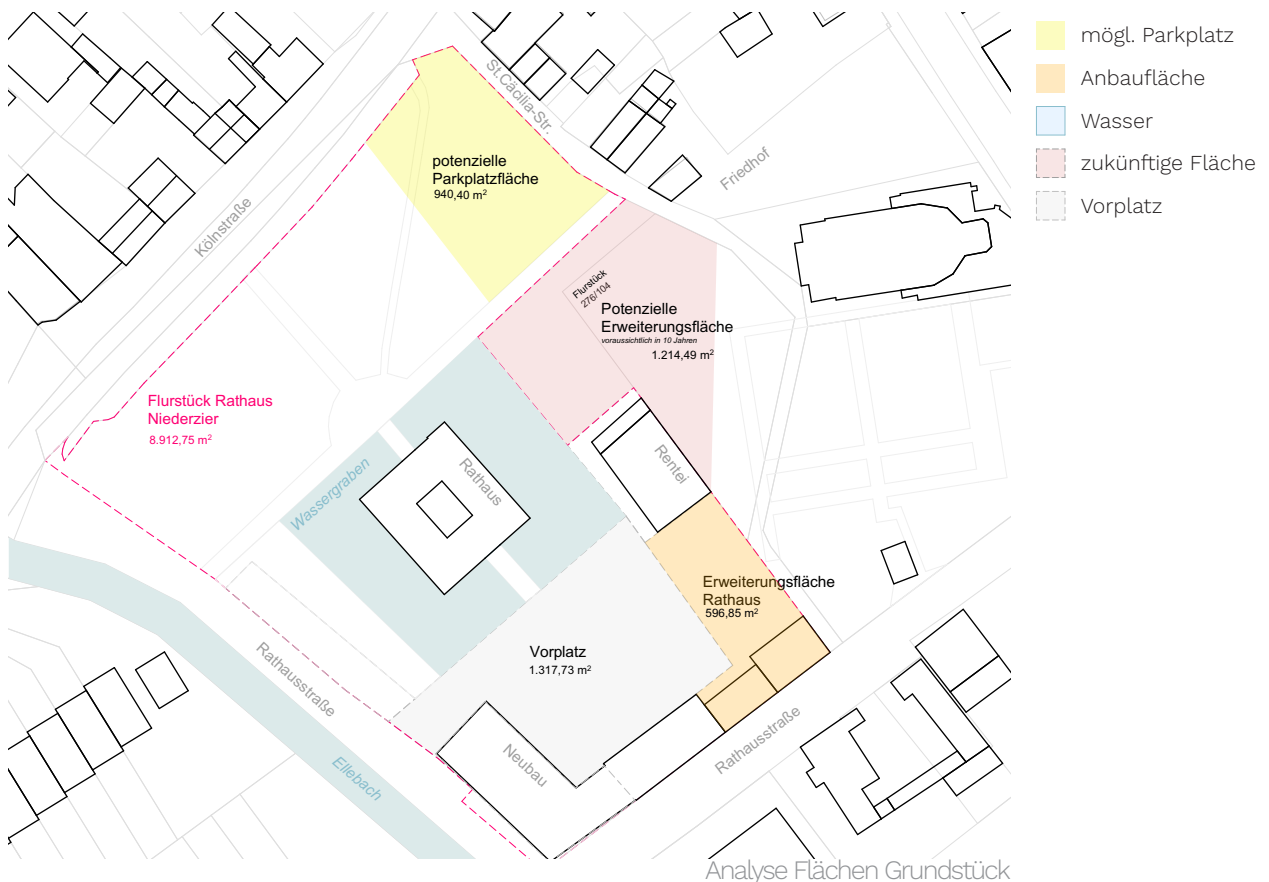 mögl. Parkplatz
Anbaufläche
Wasser
zukünftige Fläche
Vorplatz
St.Cäcilia-Str.
potenzielle
Parkplatzfläche
940,40 m²
Friedhof
Kölnstraße
Flurstück
276/104
Potenzielle
Erweiterungsfläche
voraussichtlich in 10 Jahren
1.214,49 m²
Flurstück Rathaus
Niederzier
8.912,75 m²
Wassergraben
Rathaus
Rentei
Erweiterungsfläche
Rathaus
596,85 m²
Vorplatz
1.317,73 m²
Rathausstraße
Ellebach
Neubau
Rathausstraße
Analyse Flächen Grundstück